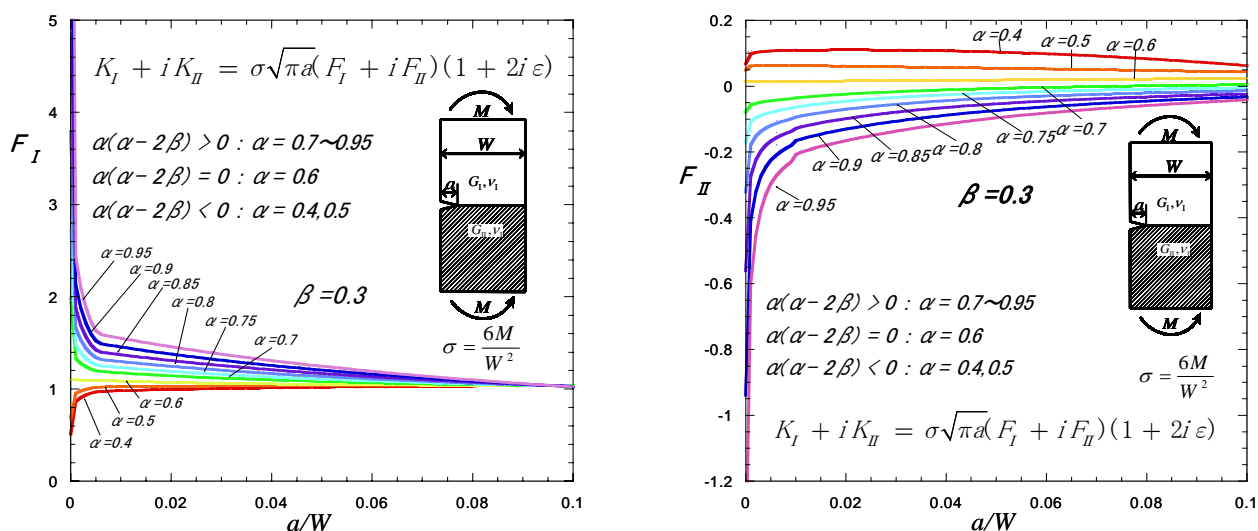 5
4
3
2
1
0
F_I
K_I + iK_II = σ√πa(F_I + iF_II)(1 + 2iε)
α(α-2β) > 0 : α = 0.7~0.95
α(α-2β) = 0 : α = 0.6
α(α-2β) < 0 : α = 0.4,0.5
M
W
a
G_I,ν_I
M
σ = 6M/W²
β=0.3
α=0.95
α=0.9
α=0.85
α=0.8
α=0.75
α=0.7
α=0.6
α=0.5
α=0.4
0 0.02 0.04 0.06 0.08 0.1
a/W
0.2
0
-0.2
-0.4
-0.6
-0.8
-1
-1.2
F_II
α=0.4
α=0.5
α=0.6
α=0.7
α=0.75
α=0.8
α=0.85
α=0.9
α=0.95
β=0.3
M
W
a
G_I,ν_I
M
α(α-2β) > 0 : α = 0.7~0.95
α(α-2β) = 0 : α = 0.6
α(α-2β) < 0 : α = 0.4,0.5
σ = 6M/W²
K_I + iK_II = σ√πa(F_I + iF_II)(1 + 2iε)
0 0.02 0.04 0.06 0.08 0.1
a/W